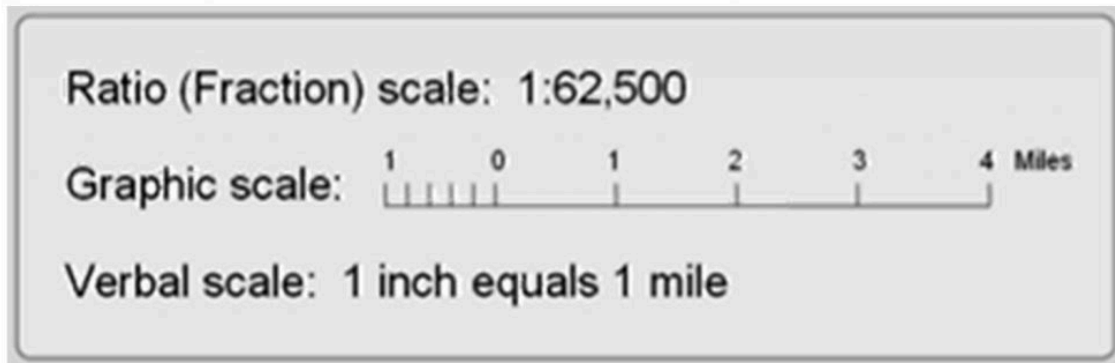 Ratio (Fraction) scale: 1:62,500
1 0 1 2 3 4 Miles
Graphic scale:
Verbal scale: 1 inch equals 1 mile